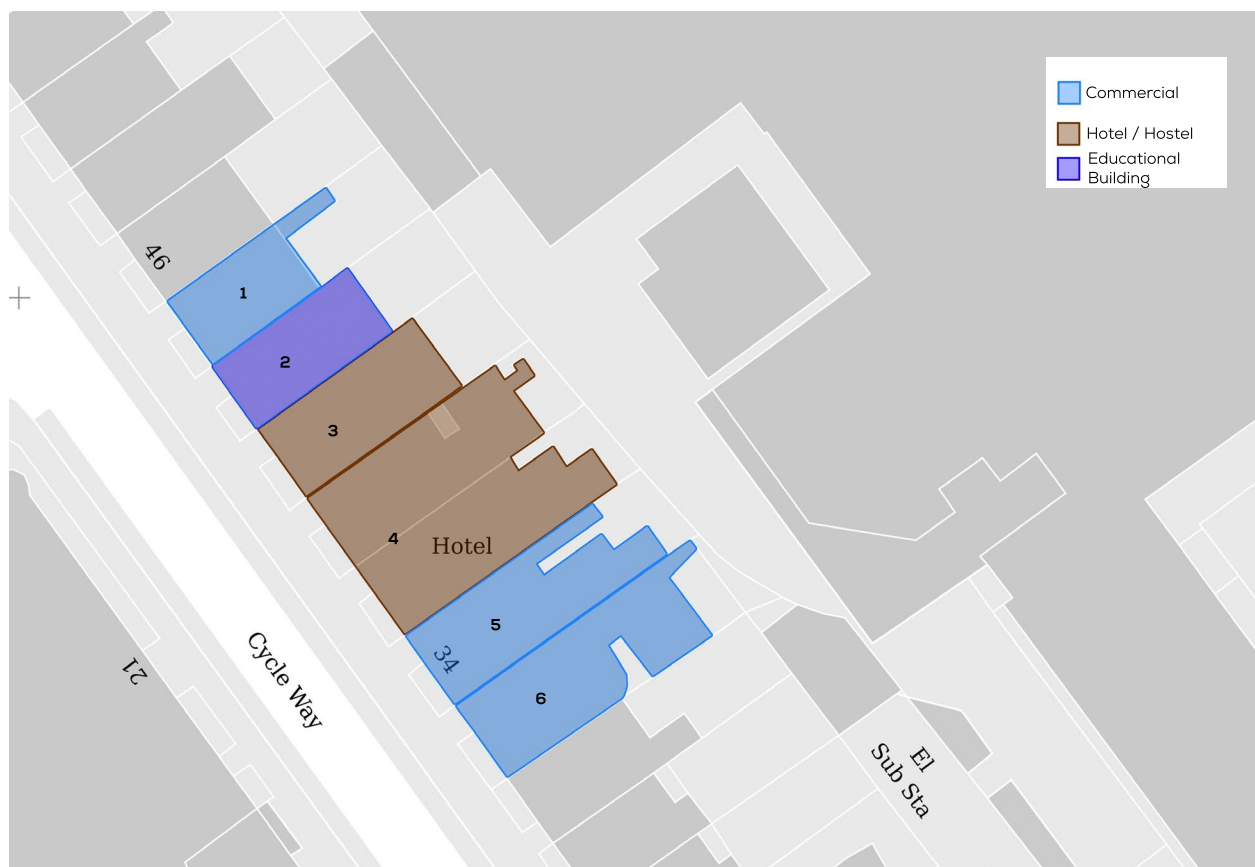 Commercial
Hotel / Hostel
Educational
Building
46
1
2
3
4
Hotel
5
34
6
21
Cycle Way
El
Sub Sta